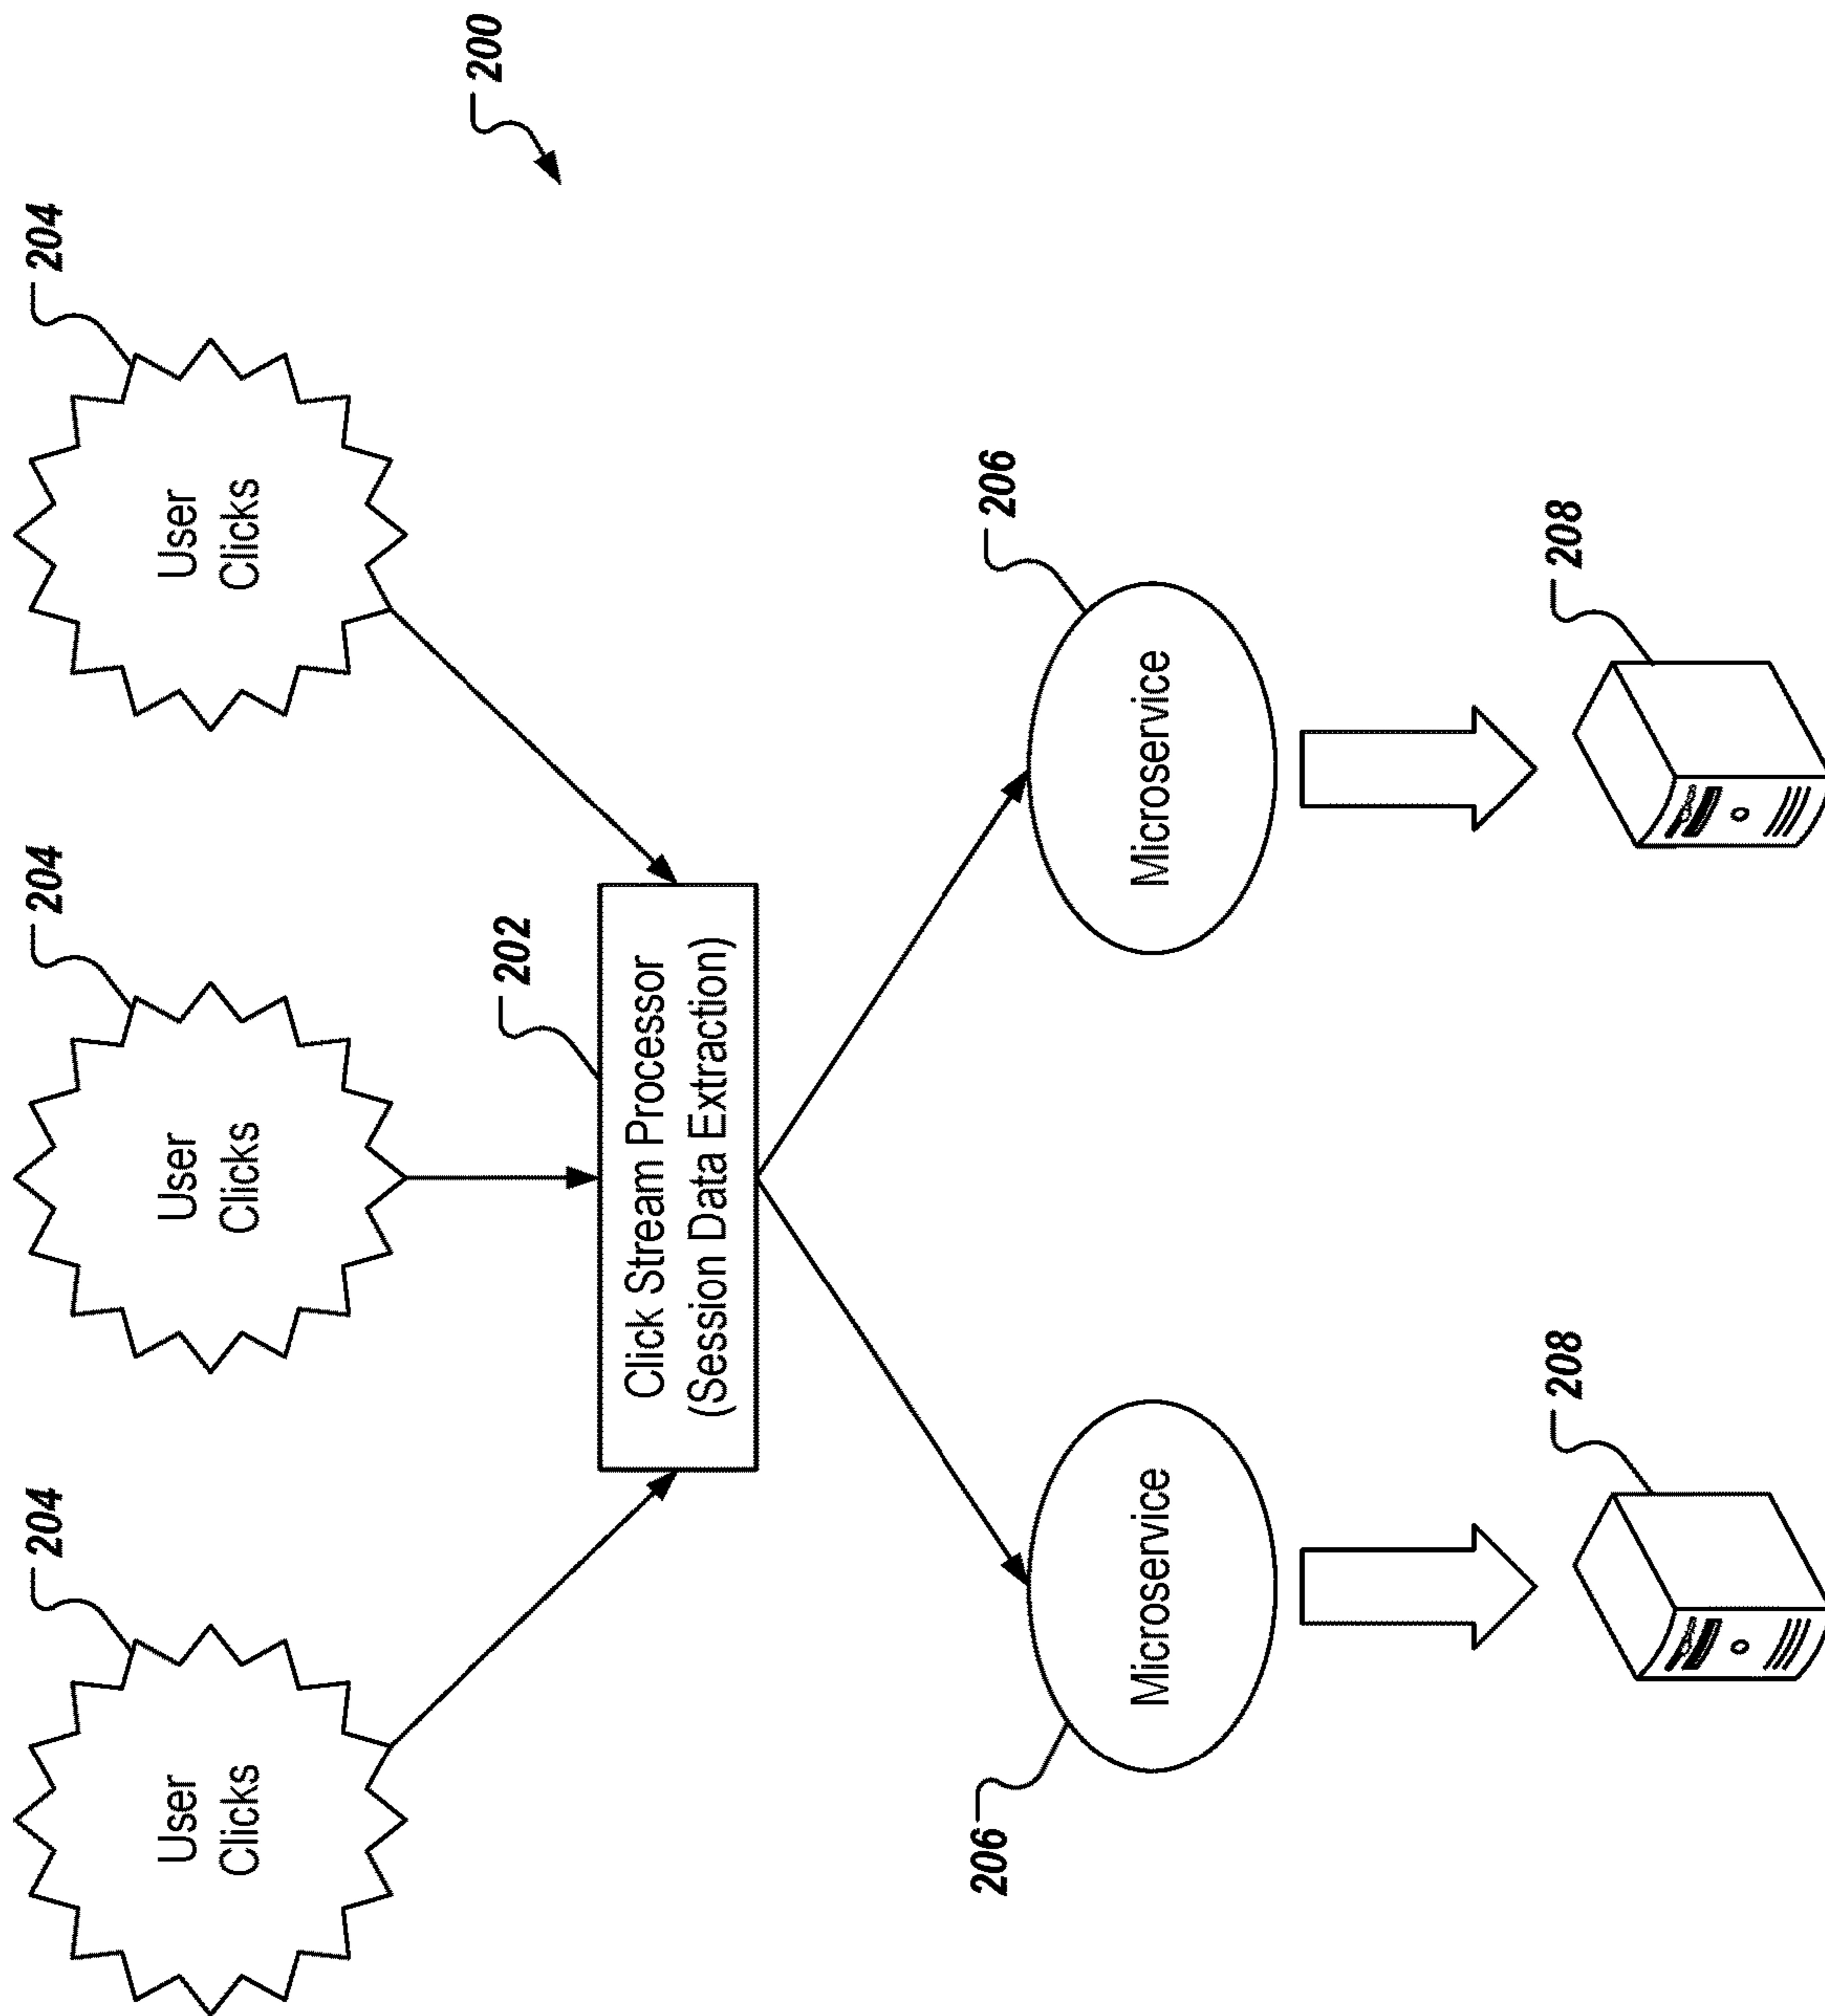 204
204
204
User
Clicks
User
Clicks
User
Clicks
200
202
Click Stream Processor
(Session Data Extraction)
206
206
Microservice
Microservice
208
208